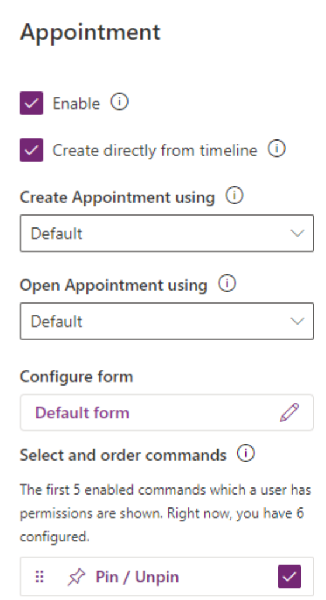 Appointment
Enable
Create directly from timeline
Create Appointment using
Default
Open Appointment using
Default
Configure form
Default form
Select and order commands
The first 5 enabled commands which a user has
permissions are shown. Right now, you have 6
configured.
Pin / Unpin